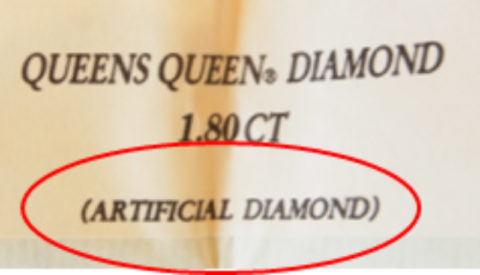 QUEENS QUEEN® DIAMOND
1.80 CT
(ARTIFICIAL DIAMOND)